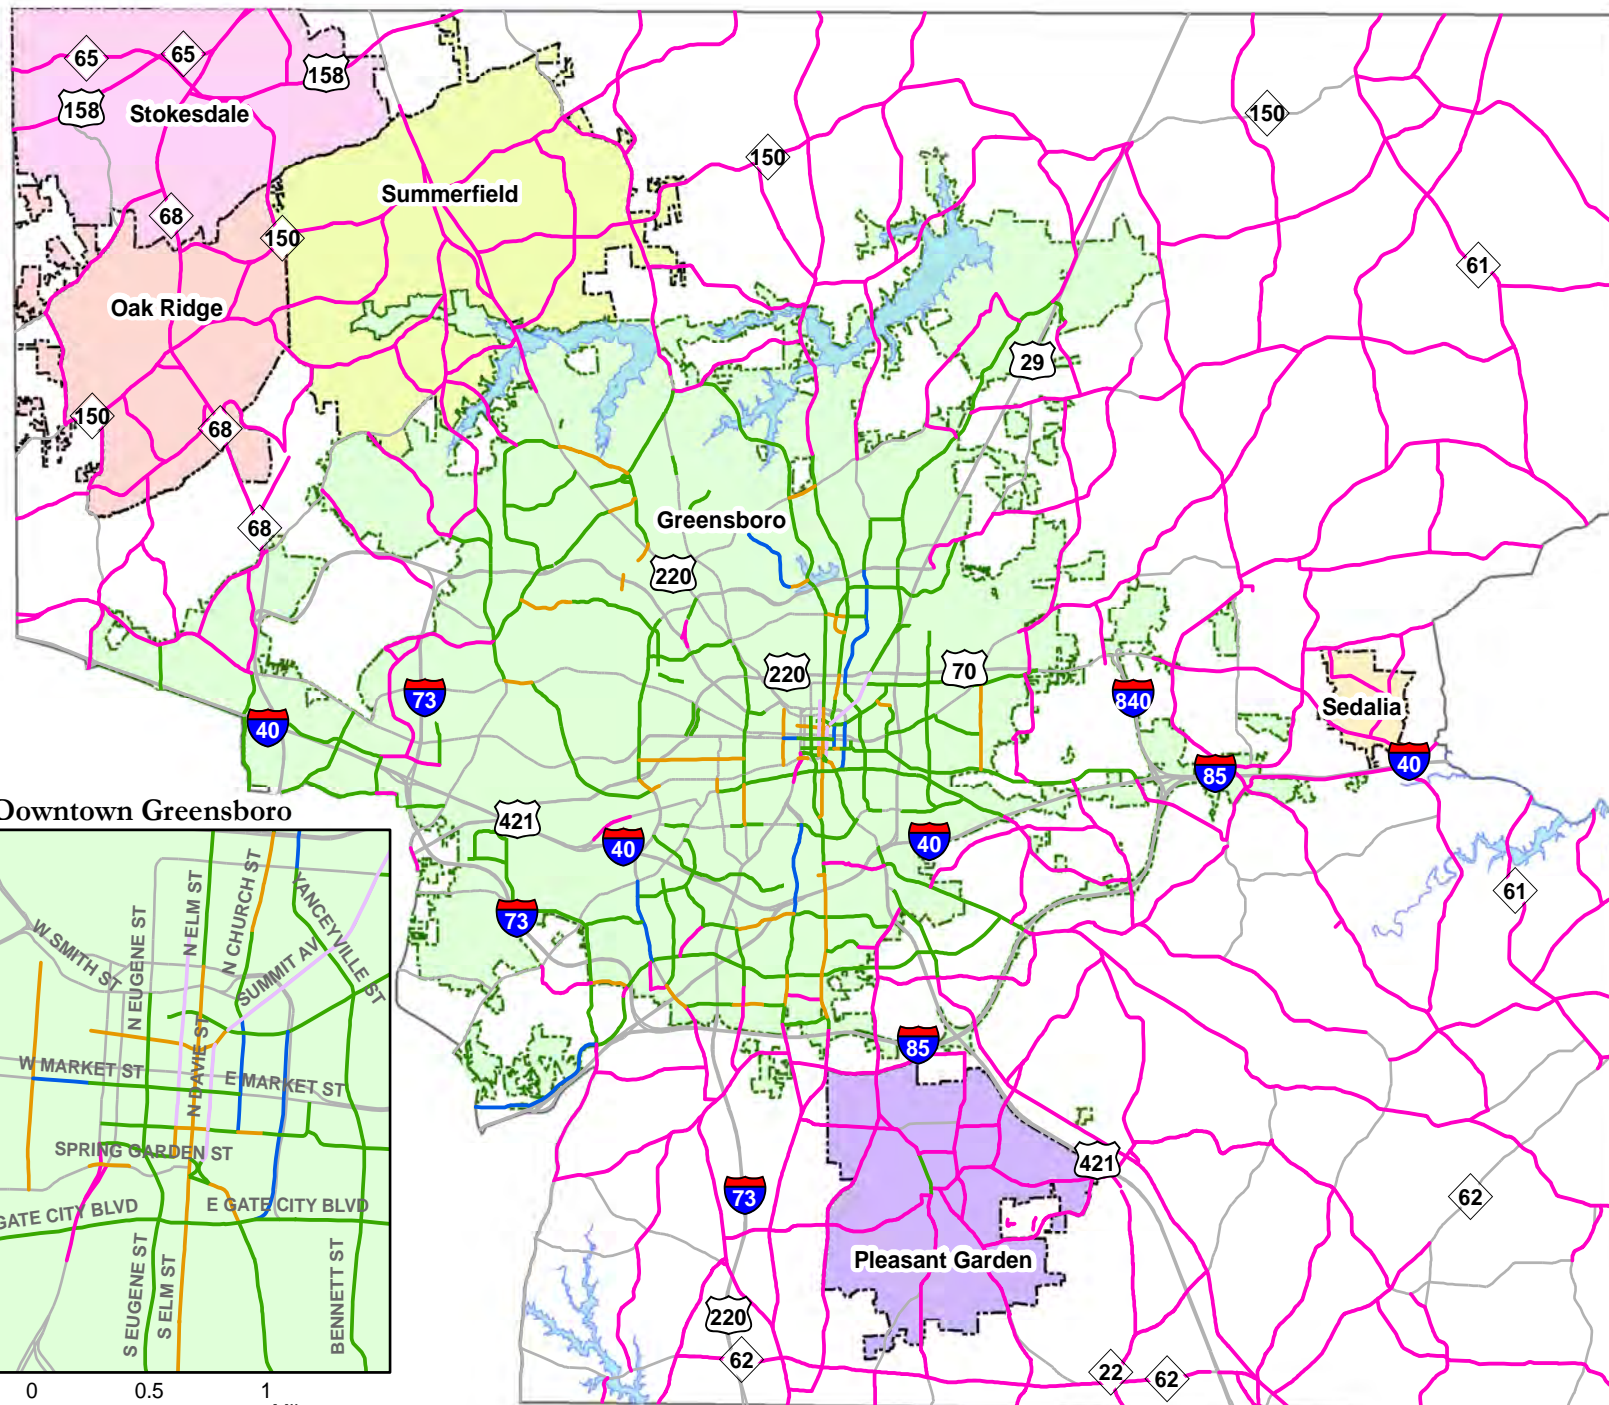 65
65
158
158
Stokesdale
150
150
Summerfield
68
150
61
Oak Ridge
29
150
68
68
Greensboro
220
220
70
73
840
Sedalia
40
40
85
421
40
40
Downtown Greensboro
61
73
85
W SMITH ST
N EUGENE ST
N ELM ST
N CHURCH ST
YANCEYVILLE ST
SUMMIT AV
W MARKET ST
N DAVIE ST
E MARKET ST
SPRING GARDEN ST
GATE CITY BLVD
E GATE CITY BLVD
S EUGENE ST
S ELM ST
BENNETT ST
421
73
62
Pleasant Garden
220
62
22
62
0 0.5 1